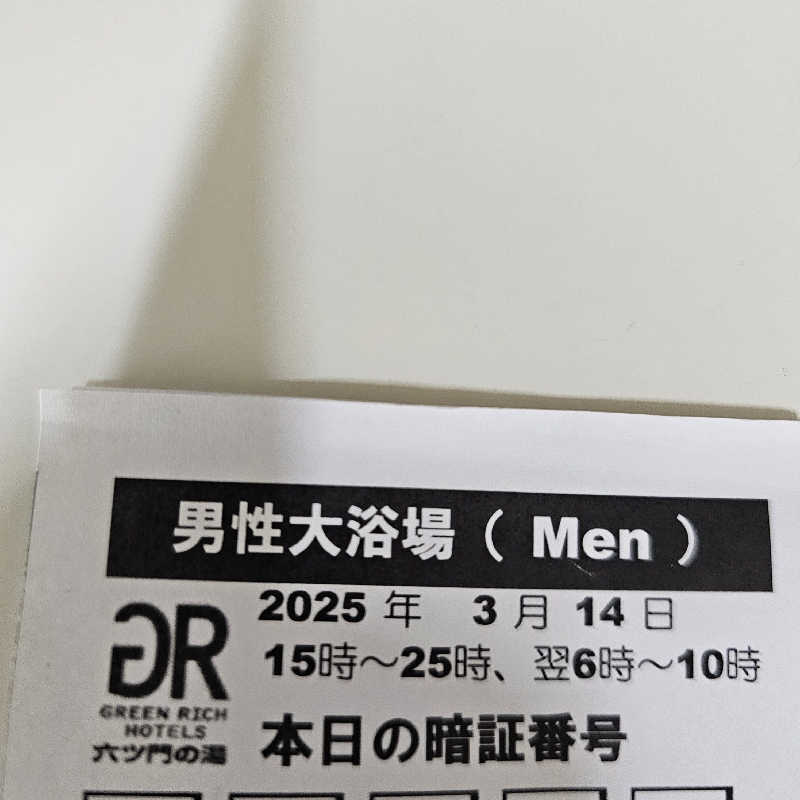 男性大浴場（ Men ）
2025 年 3 月 14 日
15時～25時、翌6時～10時
GR
GREEN RICH
HOTELS
六ツ門の湯
本日の暗証番号